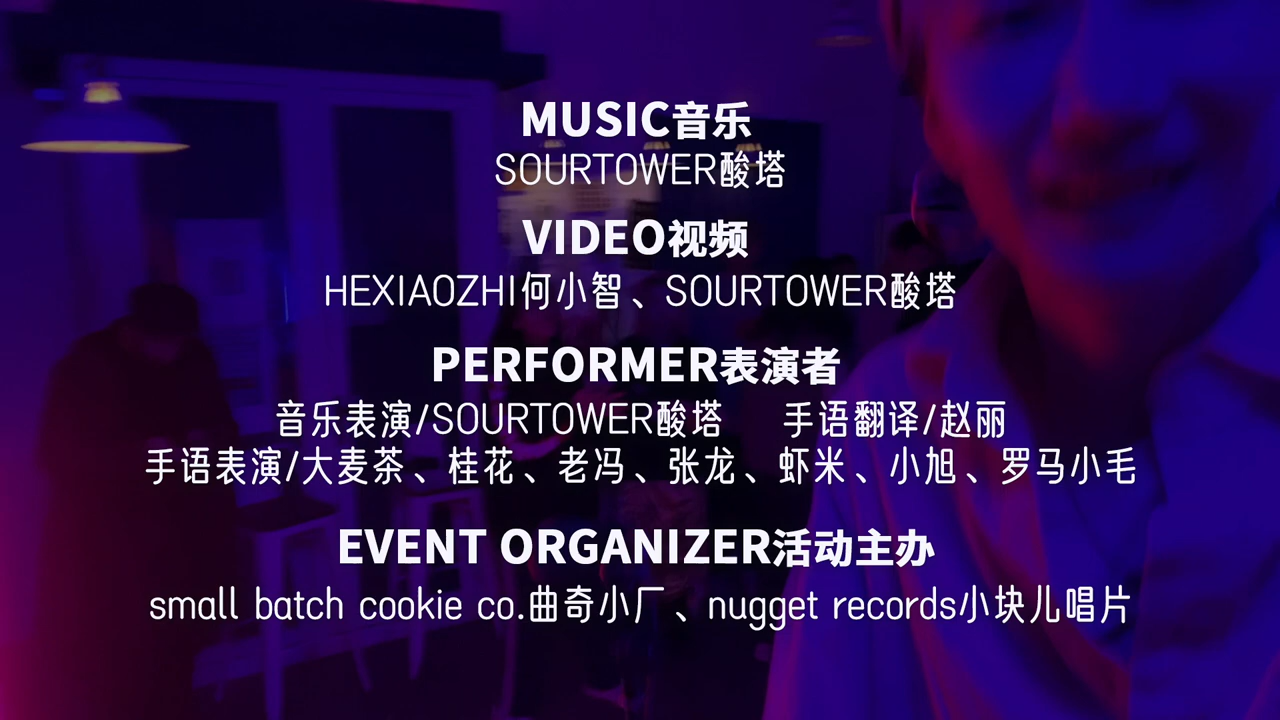 MUSIC音乐
SOURTOWER酸塔
VIDEO视频
HEXIAOZHI何小智、SOURTOWER酸塔
PERFORMER表演者
音乐表演/SOURTOWER酸塔 手语翻译/赵丽
手语表演/大麦茶、桂花、老冯、张龙、虾米、小旭、罗马小毛
EVENT ORGANIZER活动主办
small batch cookie co.曲奇小厂、nugget records小块儿唱片